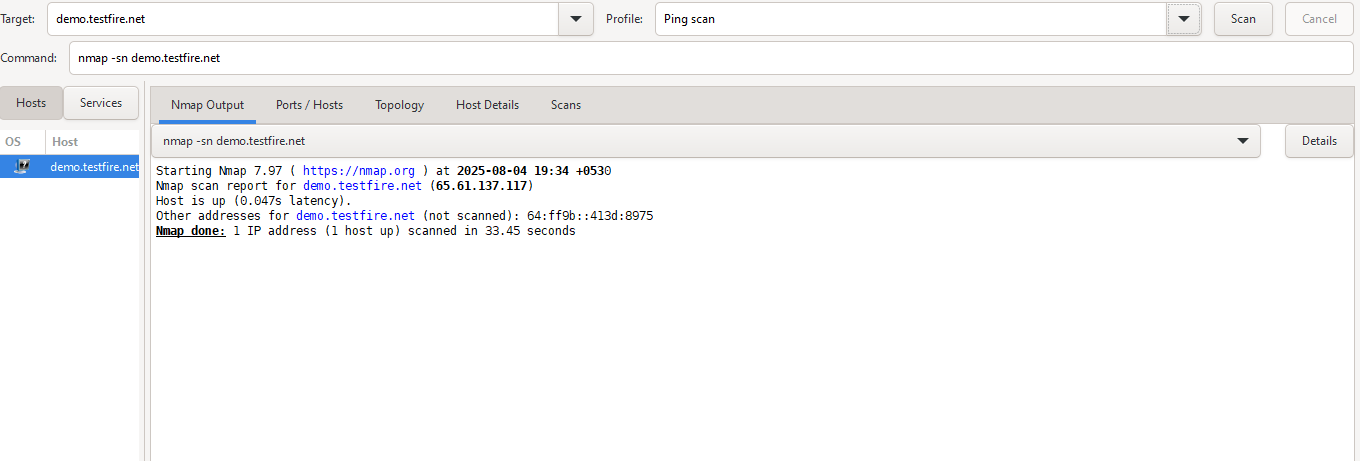 Target: demo.testfire.net Profile: Ping scan Scan Cancel
Command: nmap -sn demo.testfire.net
Hosts Services Nmap Output Ports / Hosts Topology Host Details Scans
OS Host nmap -sn demo.testfire.net Details
demo.testfire.net
Starting Nmap 7.97 ( https://nmap.org ) at 2025-08-04 19:34 +0530
Nmap scan report for demo.testfire.net (65.61.137.117)
Host is up (0.047s latency).
Other addresses for demo.testfire.net (not scanned): 64:ff9b::413d:8975
Nmap done: 1 IP address (1 host up) scanned in 33.45 seconds